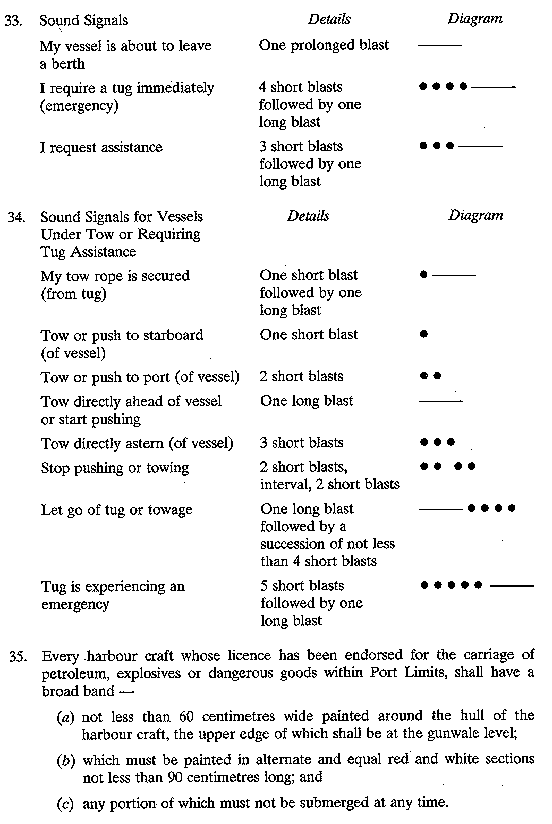 33. Sound Signals Details Diagram
My vessel is about to leave One prolonged blast
a berth
I require a tug immediately 4 short blasts
(emergency) followed by one
long blast
I request assistance 3 short blasts
followed by one
long blast
34. Sound Signals for Vessels Details Diagram
Under Tow or Requiring
Tug Assistance
My tow rope is secured One short blast
(from tug) followed by one
long blast
Tow or push to starboard One short blast
(of vessel)
Tow or push to port (of vessel) 2 short blasts
Tow directly ahead of vessel One long blast
or start pushing
Tow directly astern (of vessel) 3 short blasts
Stop pushing or towing 2 short blasts,
interval, 2 short blasts
Let go of tug or towage One long blast
followed by a
succession of not less
than 4 short blasts
Tug is experiencing an 5 short blasts
emergency followed by one
long blast
35. Every harbour craft whose licence has been endorsed for the carriage of
petroleum, explosives or dangerous goods within Port Limits, shall have a
broad band —
(a) not less than 60 centimetres wide painted around the hull of the
harbour craft, the upper edge of which shall be at the gunwale level;
(b) which must be painted in alternate and equal red and white sections
not less than 90 centimetres long; and
(c) any portion of which must not be submerged at any time.